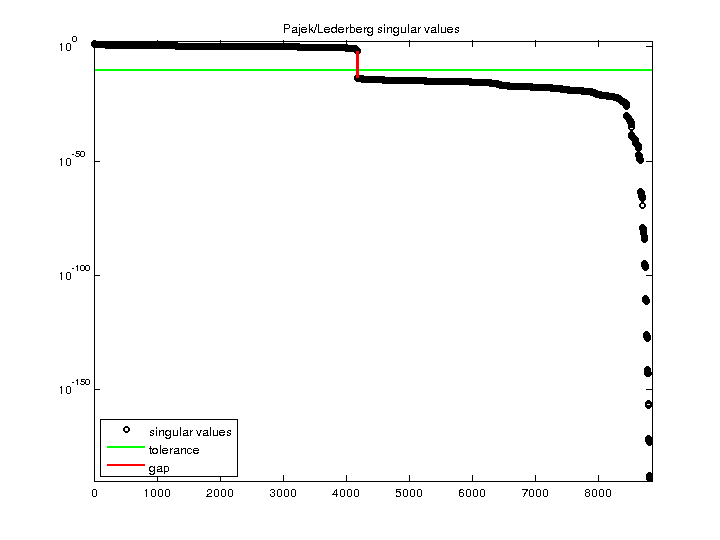 Pajek/Lederberg singular values
10^0
10^-50
10^-100
10^-150
singular values
tolerance
gap
0 1000 2000 3000 4000 5000 6000 7000 8000